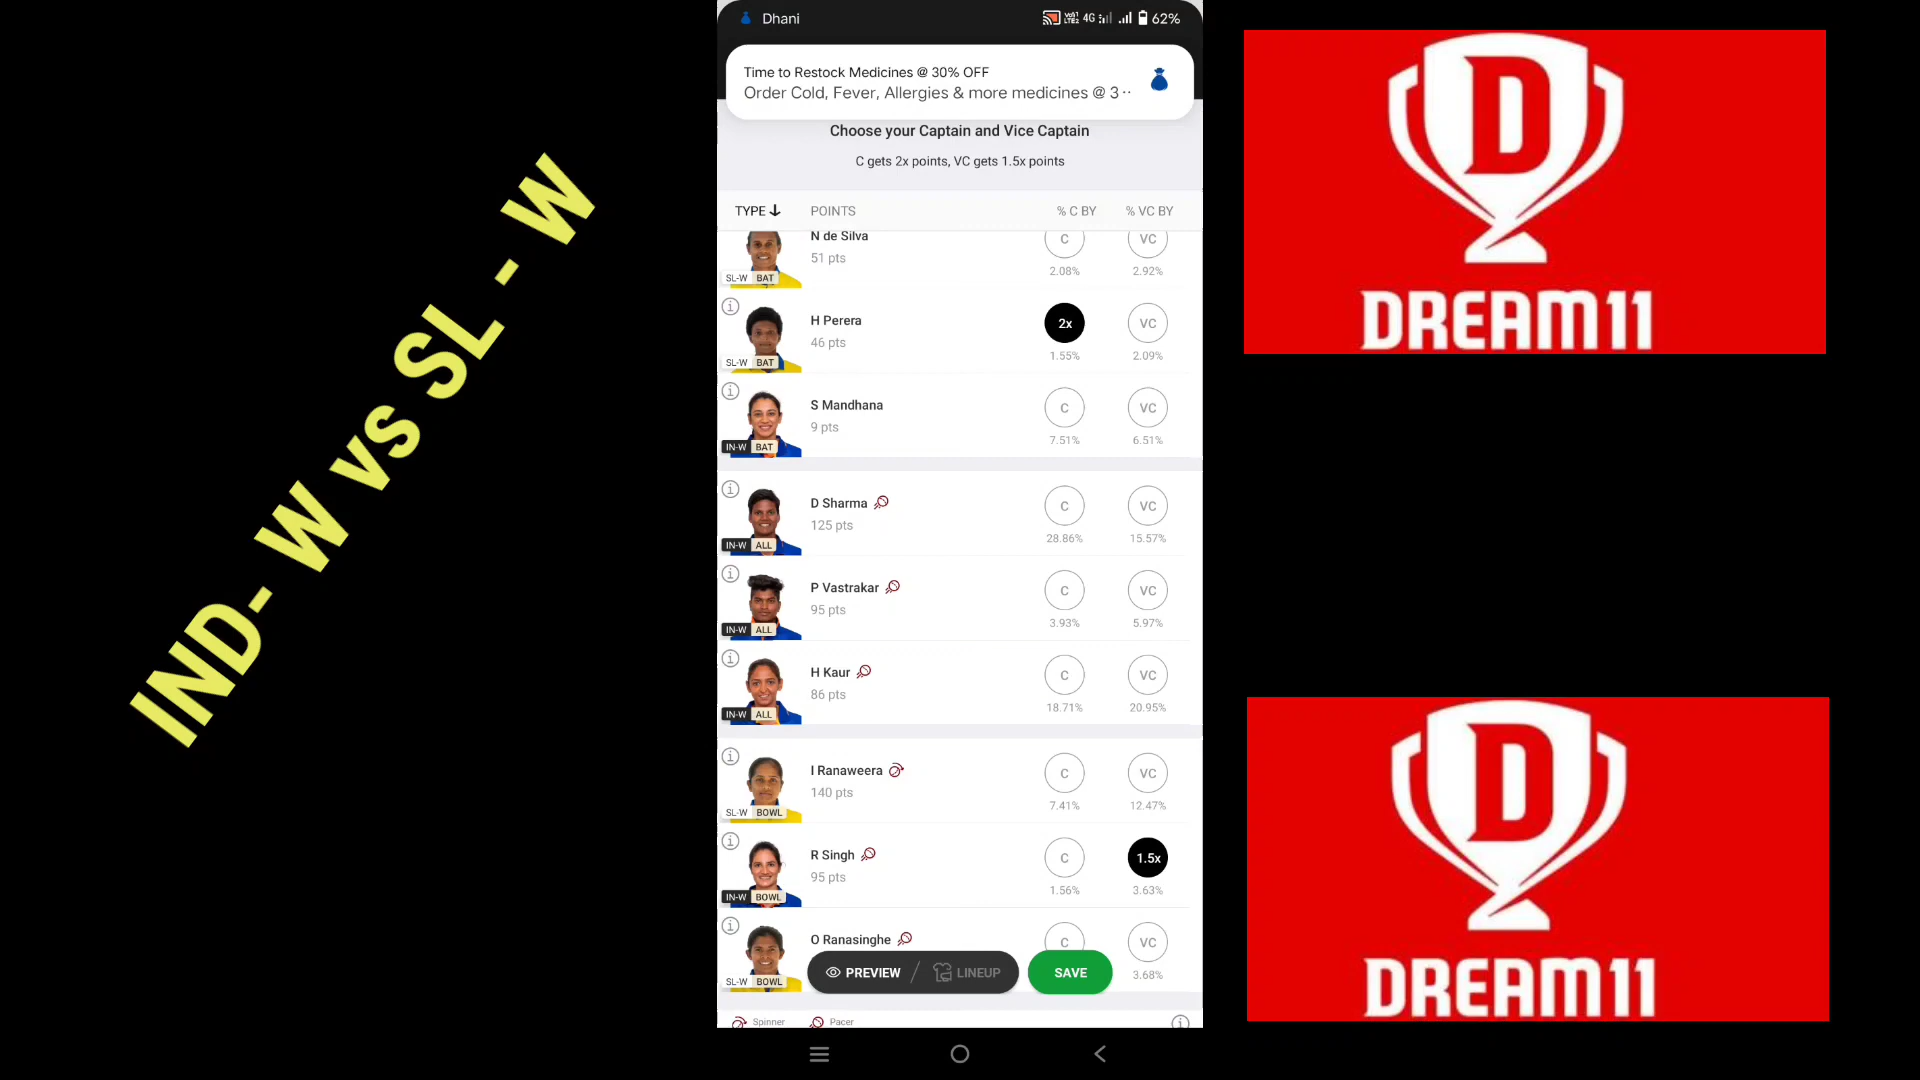 IND- W vs SL - W
Dhani
4G
62%
Time to Restock Medicines @ 30% OFF
Order Cold, Fever, Allergies & more medicines @ 3··
Choose your Captain and Vice Captain
C gets 2x points, VC gets 1.5x points
TYPE POINTS % C BY % VC BY
N de Silva C VC
51 pts
2.08% 2.92%
SL-W BAT
H Perera 2x VC
46 pts
1.55% 2.09%
SL-W BAT
S Mandhana C VC
9 pts
7.51% 6.51%
IN-W BAT
D Sharma C VC
125 pts
28.86% 15.57%
IN-W ALL
P Vastrakar C VC
95 pts
3.93% 5.97%
IN-W ALL
H Kaur C VC
86 pts
18.71% 20.95%
IN-W ALL
I Ranaweera C VC
140 pts
7.41% 12.47%
SL-W BOWL
R Singh C 1.5x
95 pts
1.56% 3.63%
IN-W BOWL
O Ranasinghe C VC
PREVIEW / LINEUP SAVE 3.68%
SL-W BOWL
Spinner Pacer
D
DREAM11
D
DREAM11